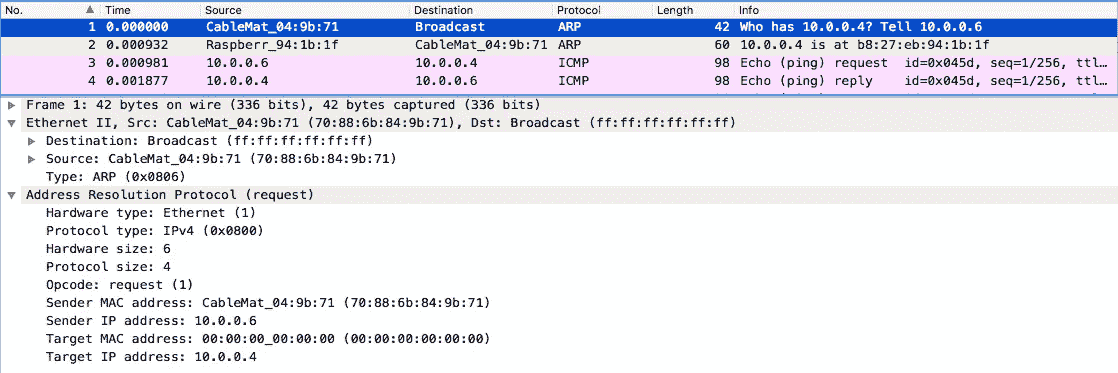 No. Time Source Destination Protocol Length Info
1 0.000000 CableMat_04:9b:71 Broadcast ARP 42 Who has 10.0.0.4? Tell 10.0.0.6
2 0.000932 Raspberr_94:1b:1f CableMat_04:9b:71 ARP 60 10.0.0.4 is at b8:27:eb:94:1b:1f
3 0.000981 10.0.0.6 10.0.0.4 ICMP 98 Echo (ping) request id=0x045d, seq=1/256, ttl…
4 0.001877 10.0.0.4 10.0.0.6 ICMP 98 Echo (ping) reply id=0x045d, seq=1/256, ttl…
Frame 1: 42 bytes on wire (336 bits), 42 bytes captured (336 bits)
Ethernet II, Src: CableMat_04:9b:71 (70:88:6b:84:9b:71), Dst: Broadcast (ff:ff:ff:ff:ff:ff)
Destination: Broadcast (ff:ff:ff:ff:ff:ff)
Source: CableMat_04:9b:71 (70:88:6b:84:9b:71)
Type: ARP (0x0806)
Address Resolution Protocol (request)
Hardware type: Ethernet (1)
Protocol type: IPv4 (0x0800)
Hardware size: 6
Protocol size: 4
Opcode: request (1)
Sender MAC address: CableMat_04:9b:71 (70:88:6b:84:9b:71)
Sender IP address: 10.0.0.6
Target MAC address: 00:00:00_00:00:00 (00:00:00:00:00:00)
Target IP address: 10.0.0.4